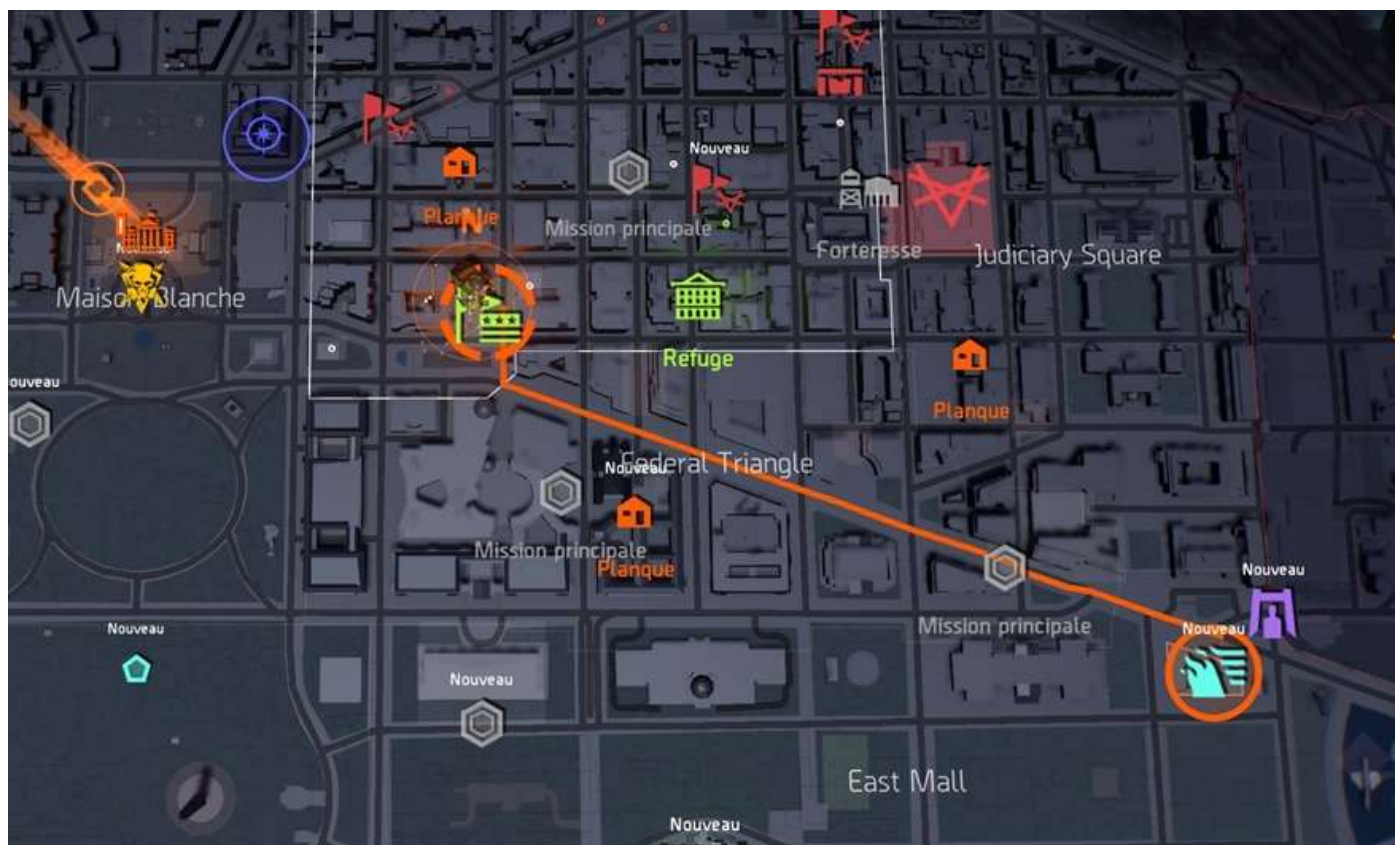 Nouveau
Planque
N
Mission principale
Forteresse
Judiciary Square
Nouveau
Maison Blanche
Refuge
Nouveau
Planque
Federal Triangle
Nouveau
Mission principale
Planque
Nouveau
Nouveau
Mission principale
Nouveau
Nouveau
East Mall
Nouveau